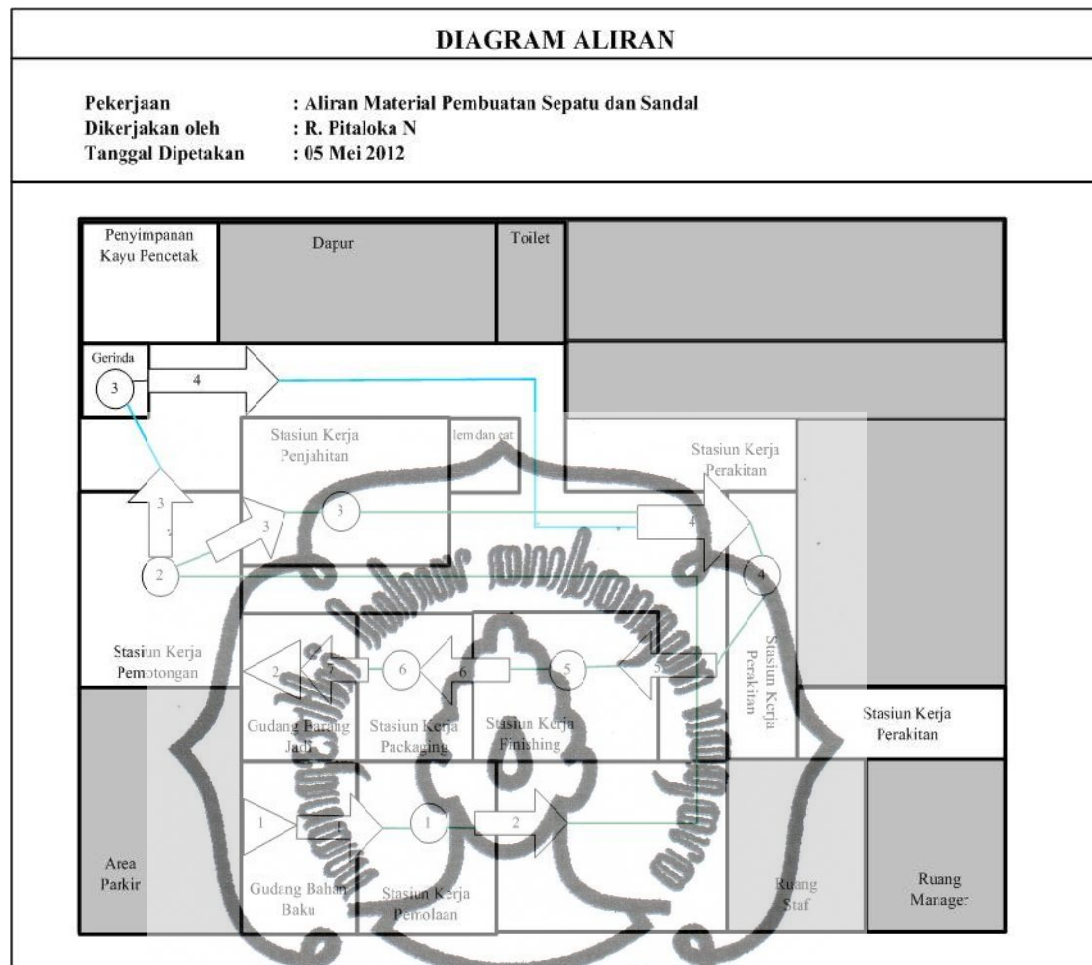 DIAGRAM ALIRAN
Pekerjaan : Aliran Material Pembuatan Sepatu dan Sandal
Dikerjakan oleh : R. Pitaloka N
Tanggal Dipetakan : 05 Mei 2012
Penyimpanan
Kayu Pencetak
Dapur
Toilet
Gerinda
3
4
Stasiun Kerja
Penjahitan
lem dan cat
Stasiun Kerja
Perakitan
3
3
3
4
2
4
Stasiun Kerja
Pemotongan
2
7
6
6
5
5
Stasiun Kerja
Perakitan
Gudang Barang
Jadi
Stasiun Kerja
Packaging
Stasiun Kerja
Finishing
Stasiun Kerja
Perakitan
1
1
1
2
Area
Parkir
Gudang Bahan
Baku
Stasiun Kerja
Pemolaan
Ruang
Staf
Ruang
Manager